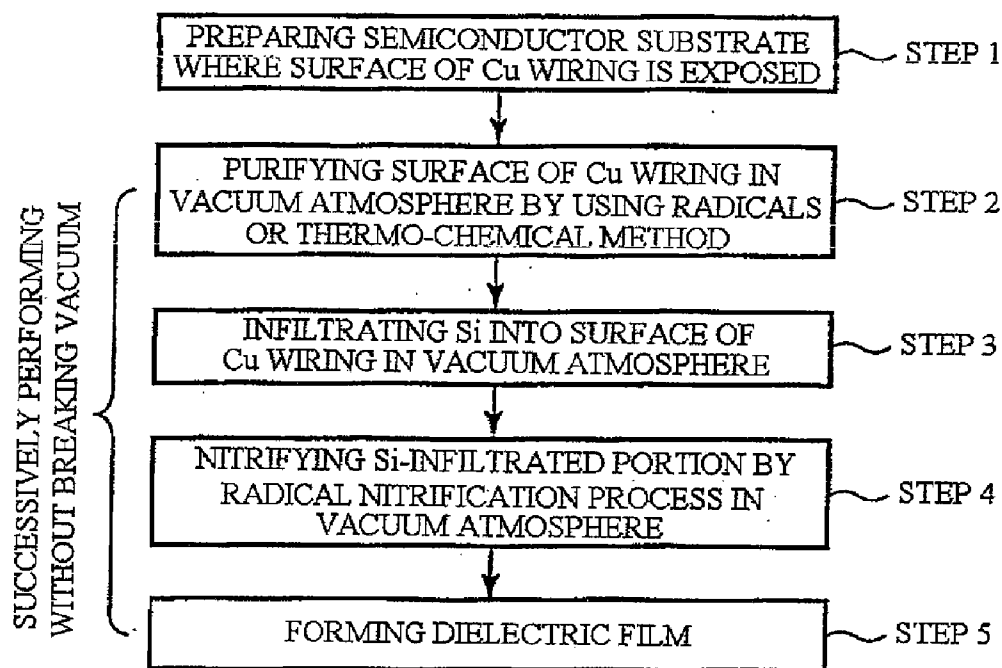 PREPARING SEMICONDUCTOR SUBSTRATE
WHERE SURFACE OF Cu WIRING IS EXPOSED
STEP 1
PURIFYING SURFACE OF Cu WIRING IN
VACUUM ATMOSPHERE BY USING RADICALS
OR THERMO-CHEMICAL METHOD
STEP 2
INFILTRATING Si INTO SURFACE OF
Cu WIRING IN VACUUM ATMOSPHERE
STEP 3
NITRIFYING Si-INFILTRATED PORTION BY
RADICAL NITRIFICATION PROCESS IN
VACUUM ATMOSPHERE
STEP 4
FORMING DIELECTRIC FILM
STEP 5
SUCCESSIVELY PERFORMING
WITHOUT BREAKING VACUUM